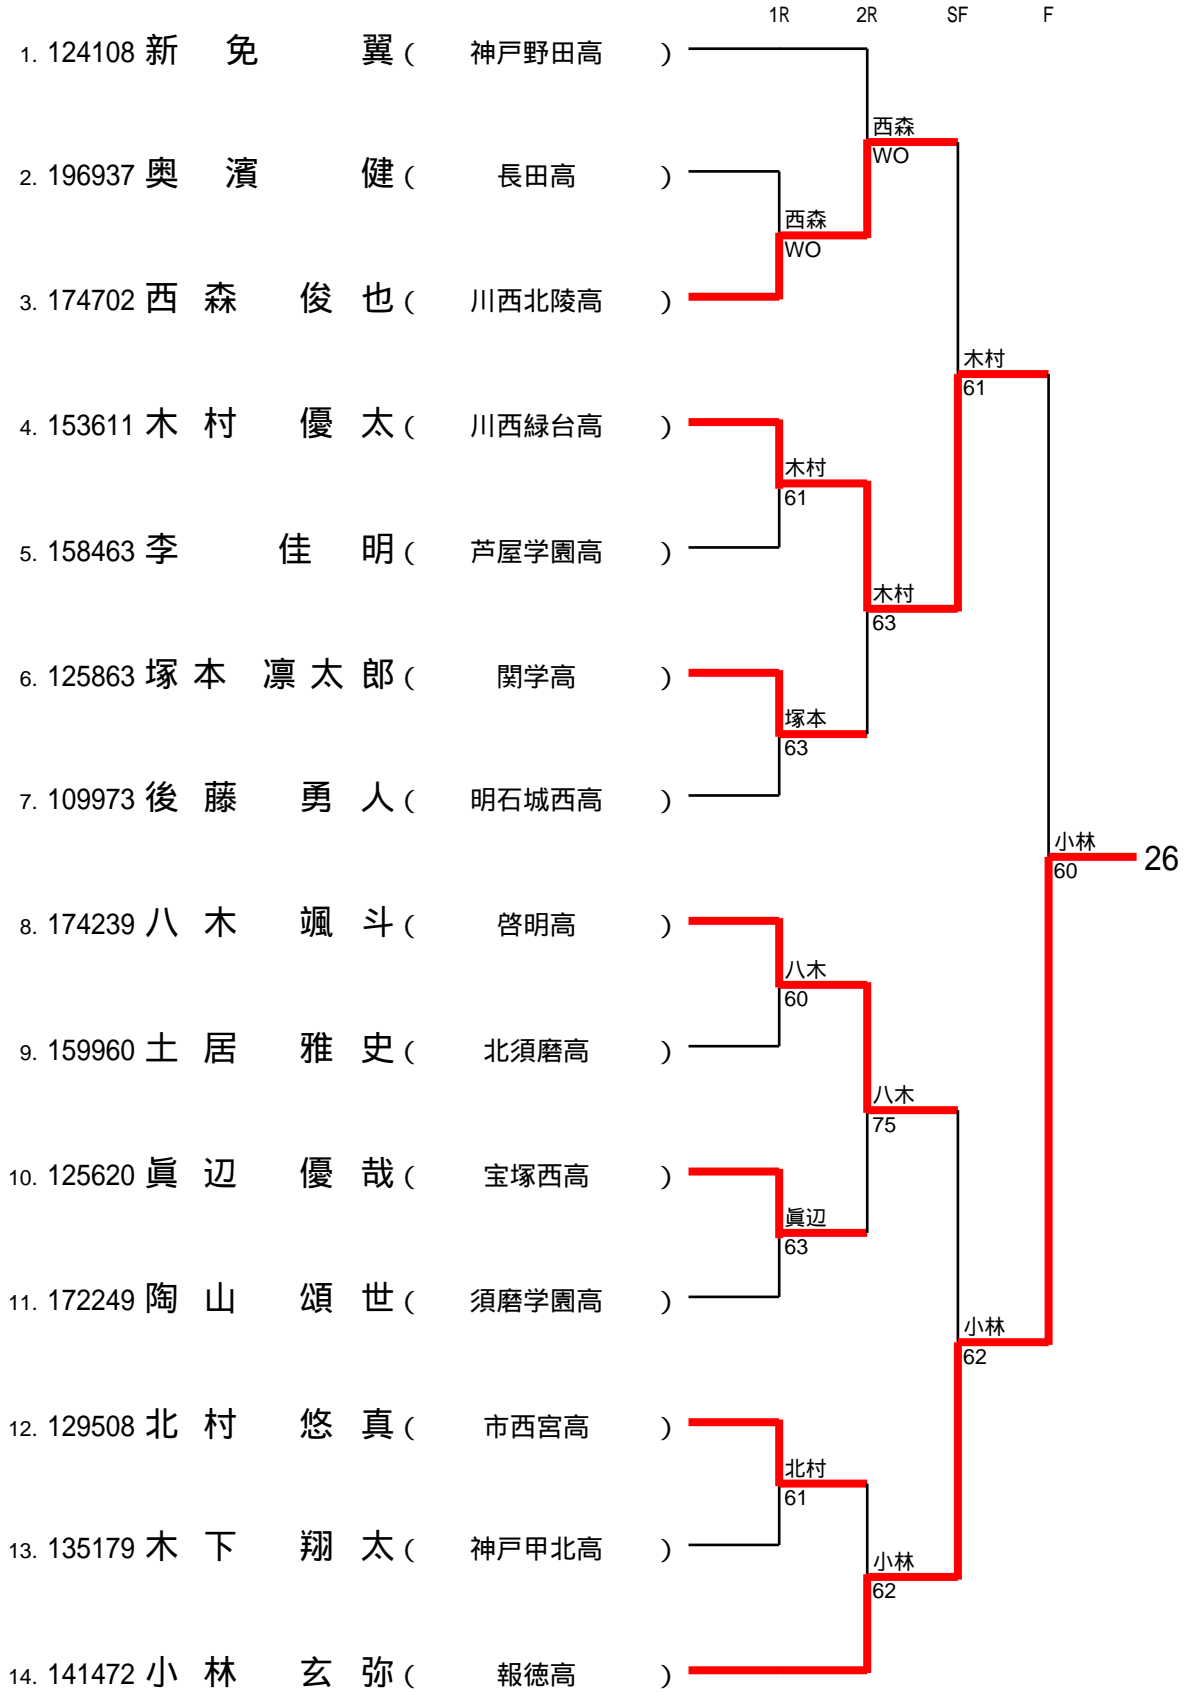 1R 2R SF F
1. 124108 新 免 翼 ( 神戸野田高 )
西森
WO
2. 196937 奥 濱 健 ( 長田高 )
西森
WO
3. 174702 西 森 俊 也 ( 川西北陵高 )
木村
61
4. 153611 木 村 優 太 ( 川西緑台高 )
木村
61
5. 158463 李 佳 明 ( 芦屋学園高 )
木村
63
6. 125863 塚 本 凛 太 郎 ( 関学高 )
塚本
63
7. 109973 後 藤 勇 人 ( 明石城西高 )
小林
60 26
8. 174239 八 木 颯 斗 ( 啓明高 )
八木
60
9. 159960 土 居 雅 史 ( 北須磨高 )
八木
75
10. 125620 眞 辺 優 哉 ( 宝塚西高 )
眞辺
63
11. 172249 陶 山 頌 世 ( 須磨学園高 )
小林
62
12. 129508 北 村 悠 真 ( 市西宮高 )
北村
61
13. 135179 木 下 翔 太 ( 神戸甲北高 )
小林
62
14. 141472 小 林 玄 弥 ( 報徳高 )